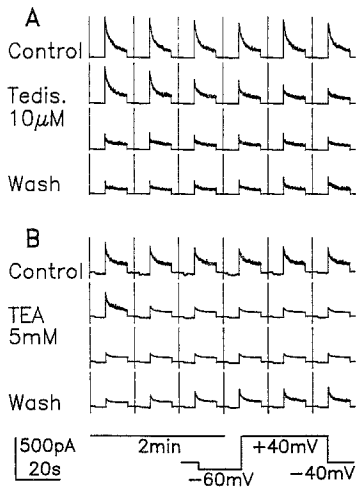 A
Control
Tedis.
10μM
Wash
B
Control
TEA
5mM
Wash
500pA
20s
2min
-60mV
+40mV
-40mV